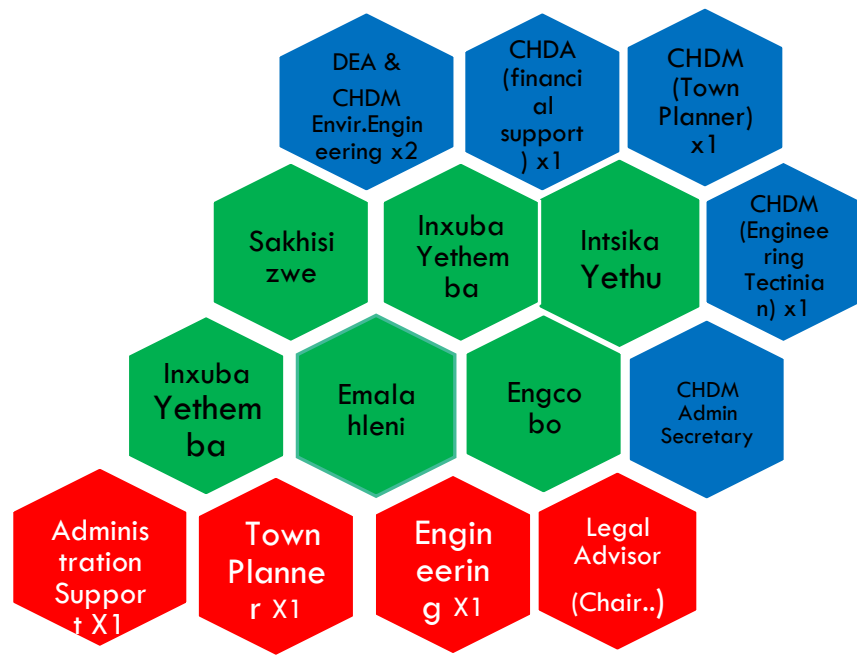 DEA &
CHDM
Envir.Engin
eering x2
CHDA
(financi
al
support
) x1
CHDM
(Town
Planner)
x1
Sakhisi
zwe
Inxuba
Yethem
ba
Intsika
Yethu
CHDM
(Enginee
ring
Tectinia
n) x1
Inxuba
Yethem
ba
Emala
hleni
Engco
bo
CHDM
Admin
Secretary
Adminis
tration
Suppor
t X1
Town
Planne
r X1
Engin
eerin
g X1
Legal
Advisor
(Chair..)